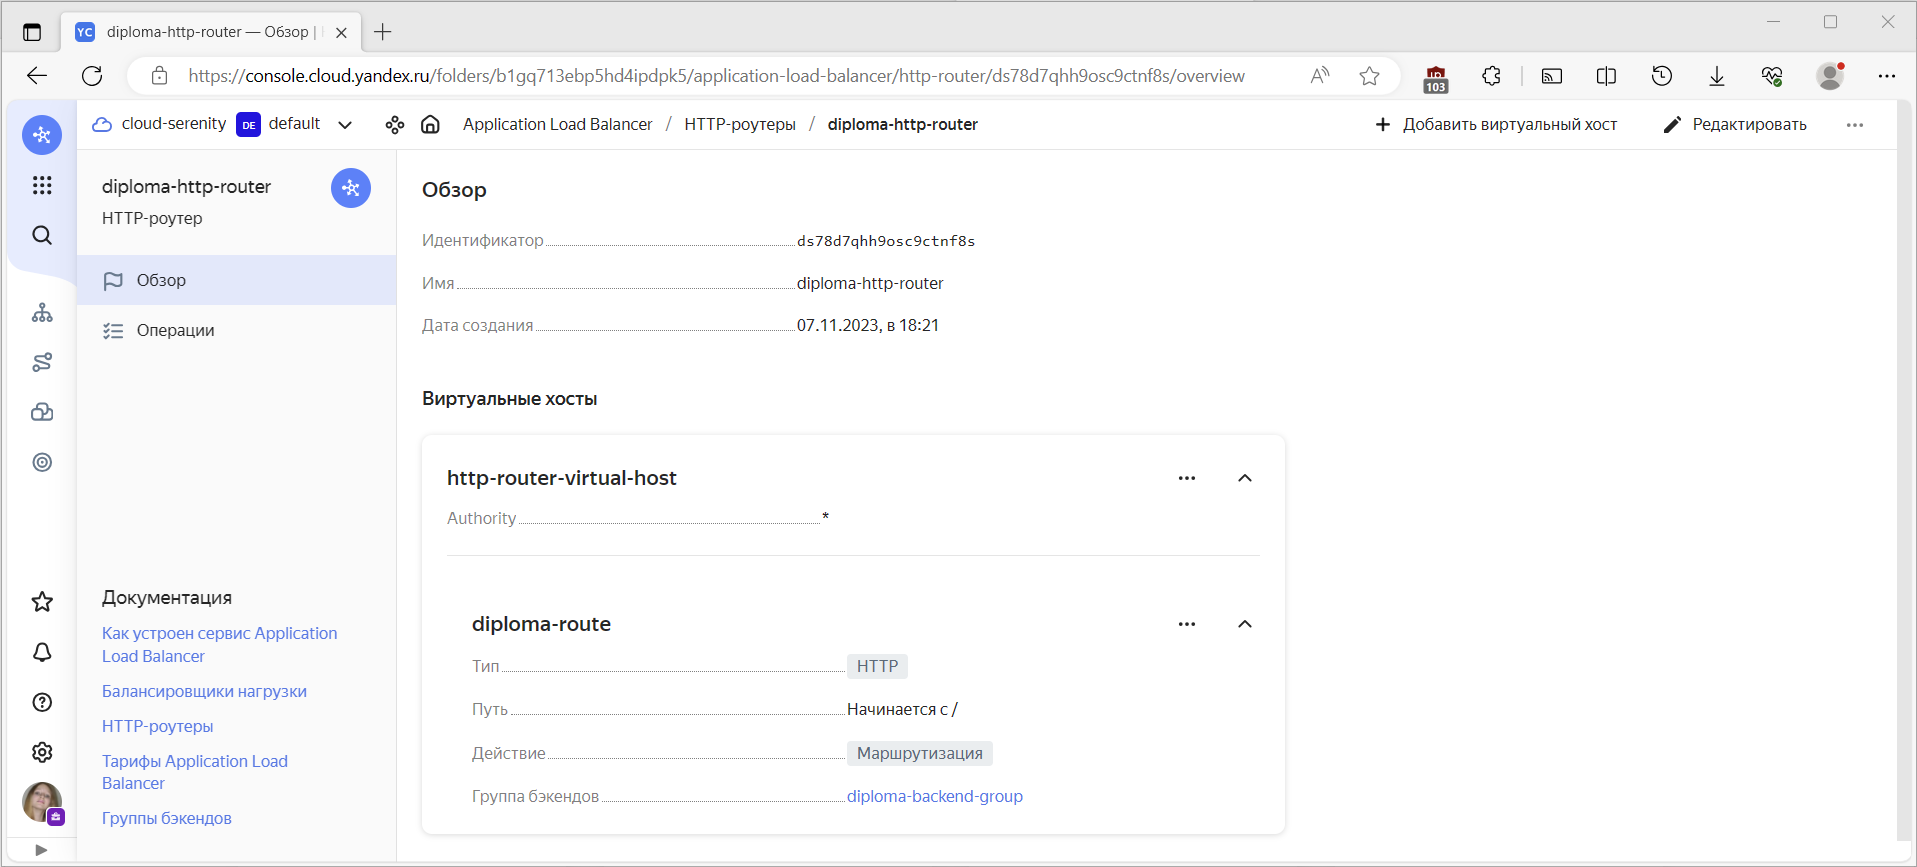 YC diploma-http-router — Обзор |
https://console.cloud.yandex.ru/folders/b1gq713ebp5hd4ipdpk5/application-load-balancer/http-router/ds78d7qhh9osc9ctnf8s/overview
103
cloud-serenity DE default Application Load Balancer / HTTP-роутеры / diploma-http-router + Добавить виртуальный хост Редактировать
diploma-http-router
HTTP-роутер
Обзор
Операции
Документация
Как устроен сервис Application
Load Balancer
Балансировщики нагрузки
HTTP-роутеры
Тарифы Application Load
Balancer
Группы бэкендов
Обзор
Идентификатор ds78d7qhh9osc9ctnf8s
Имя diploma-http-router
Дата создания 07.11.2023, в 18:21
Виртуальные хосты
http-router-virtual-host
Authority *
diploma-route
Тип HTTP
Путь Начинается с /
Действие Маршрутизация
Группа бэкендов diploma-backend-group